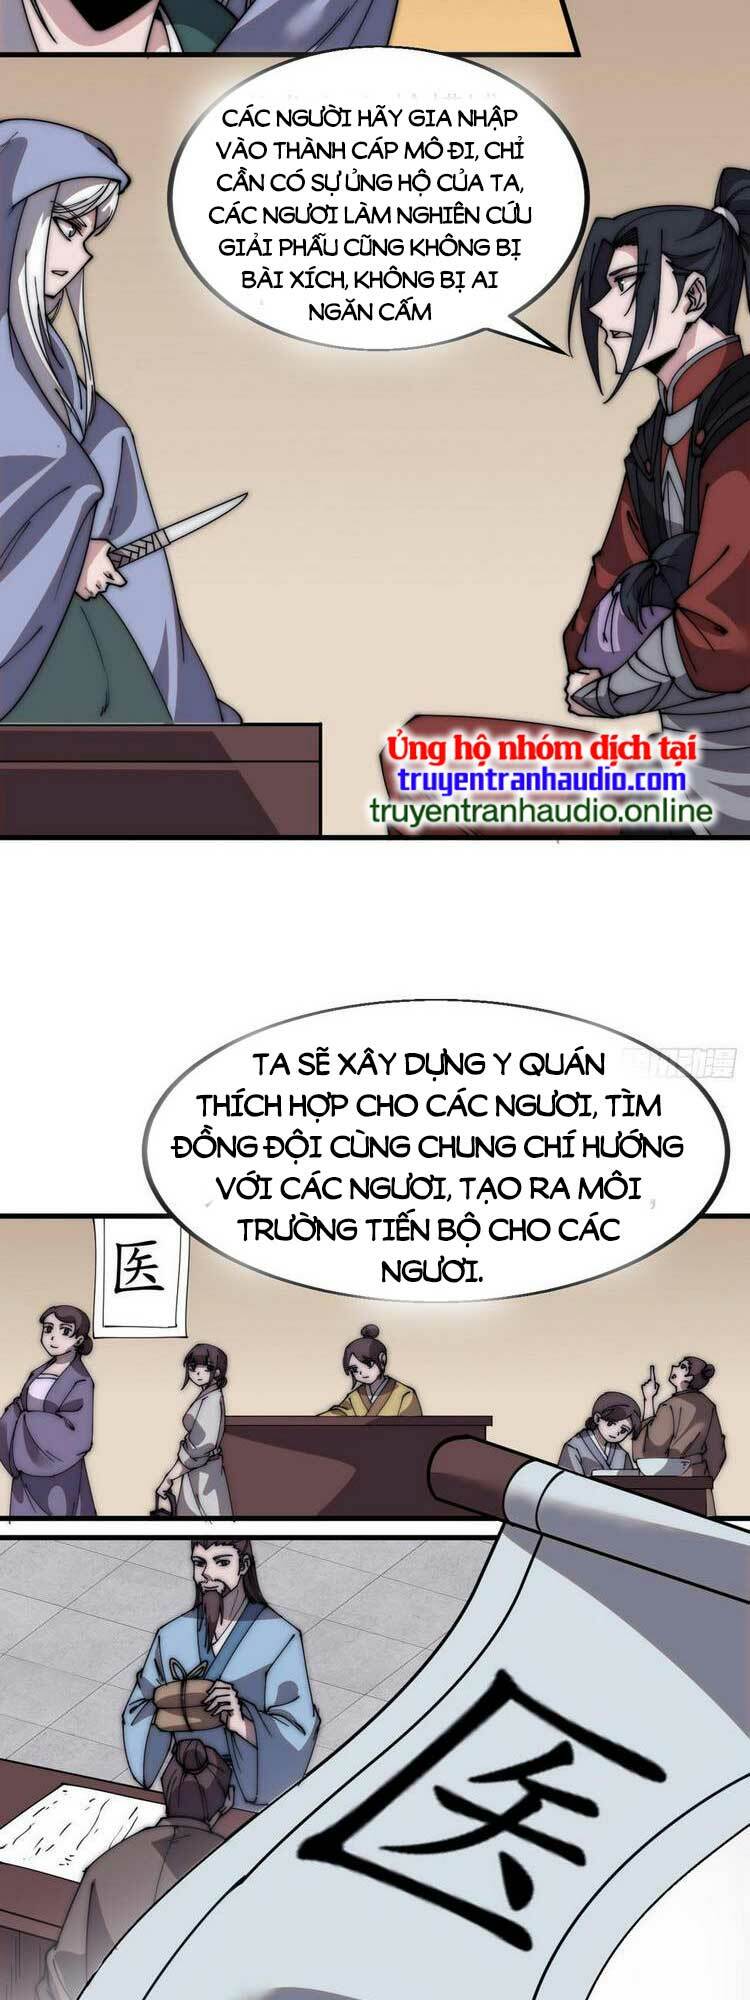 CÁC NGƯỜI HÃY GIA NHẬP
VÀO THÀNH CÁP MÔ ĐI, CHỈ
CẦN CÓ SỰ ỦNG HỘ CỦA TA,
CÁC NGƯƠI LÀM NGHIÊN CỨU
GIẢI PHẪU CŨNG KHÔNG BỊ
BÀI XÍCH, KHÔNG BỊ AI
NGĂN CẤM
Ủng hộ nhóm dịch tại
truyentranhaudio.com
truyentranhaudio.online
TA SẼ XÂY DỰNG Y QUÁN
THÍCH HỢP CHO CÁC NGƯƠI, TÌM
ĐỒNG ĐỘI CÙNG CHUNG CHÍ HƯỚNG
VỚI CÁC NGƯƠI, TẠO RA MÔI
TRƯỜNG TIẾN BỘ CHO CÁC
NGƯƠI.
医
医